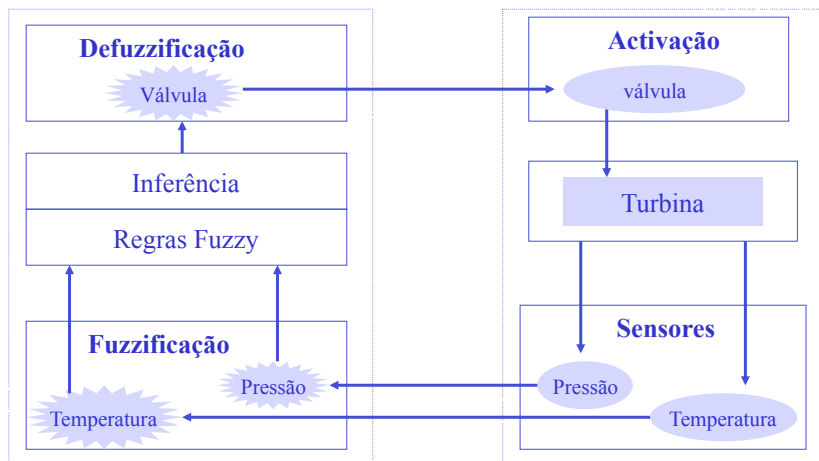 Defuzzificação
Válvula
Inferência
Regras Fuzzy
Fuzzificação
Pressão
Temperatura
Activação
válvula
Turbina
Sensores
Pressão
Temperatura